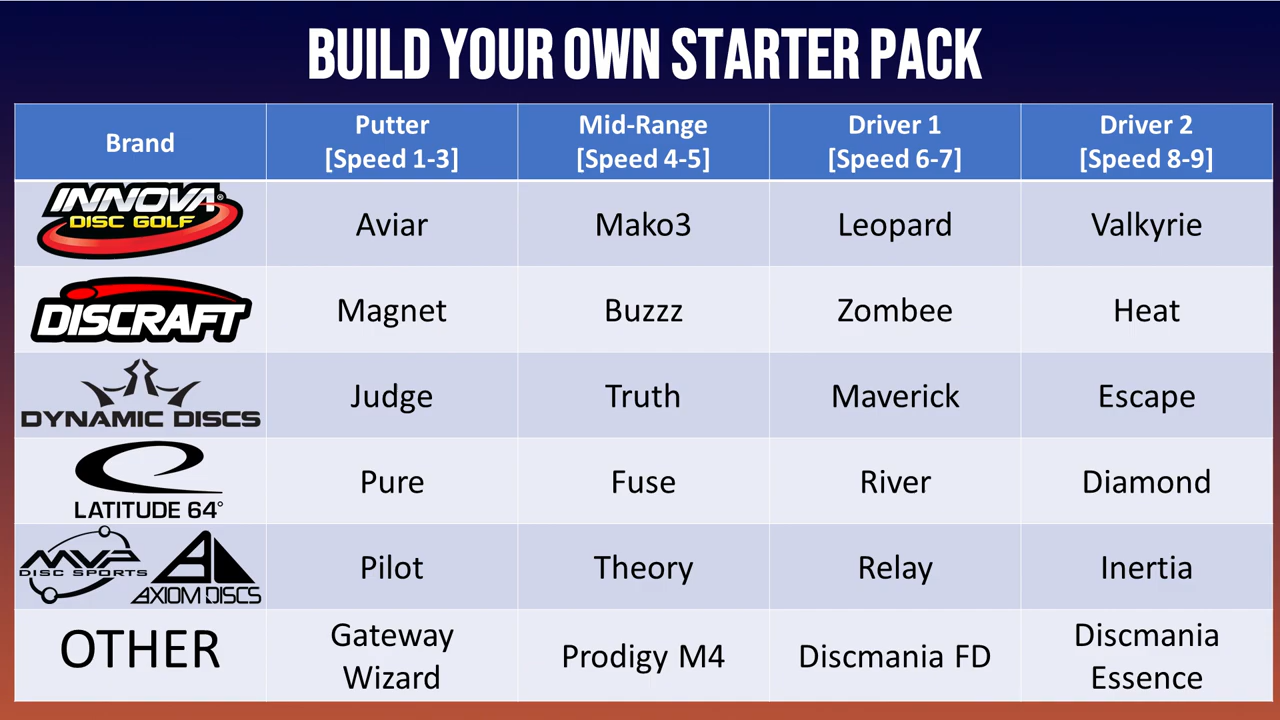 BUILD YOUR OWN STARTER PACK
Brand
Putter
[Speed 1-3]
Mid-Range
[Speed 4-5]
Driver 1
[Speed 6-7]
Driver 2
[Speed 8-9]
INNOVA®
DISC GOLF
Aviar
Mako3
Leopard
Valkyrie
DISCRAFT
Magnet
Buzzz
Zombee
Heat
DYNAMIC DISCS
Judge
Truth
Maverick
Escape
LATITUDE 64°
Pure
Fuse
River
Diamond
MVP
DISC SPORTS
AXIOM DISCS
Pilot
Theory
Relay
Inertia
OTHER
Gateway
Wizard
Prodigy M4
Discmania FD
Discmania
Essence